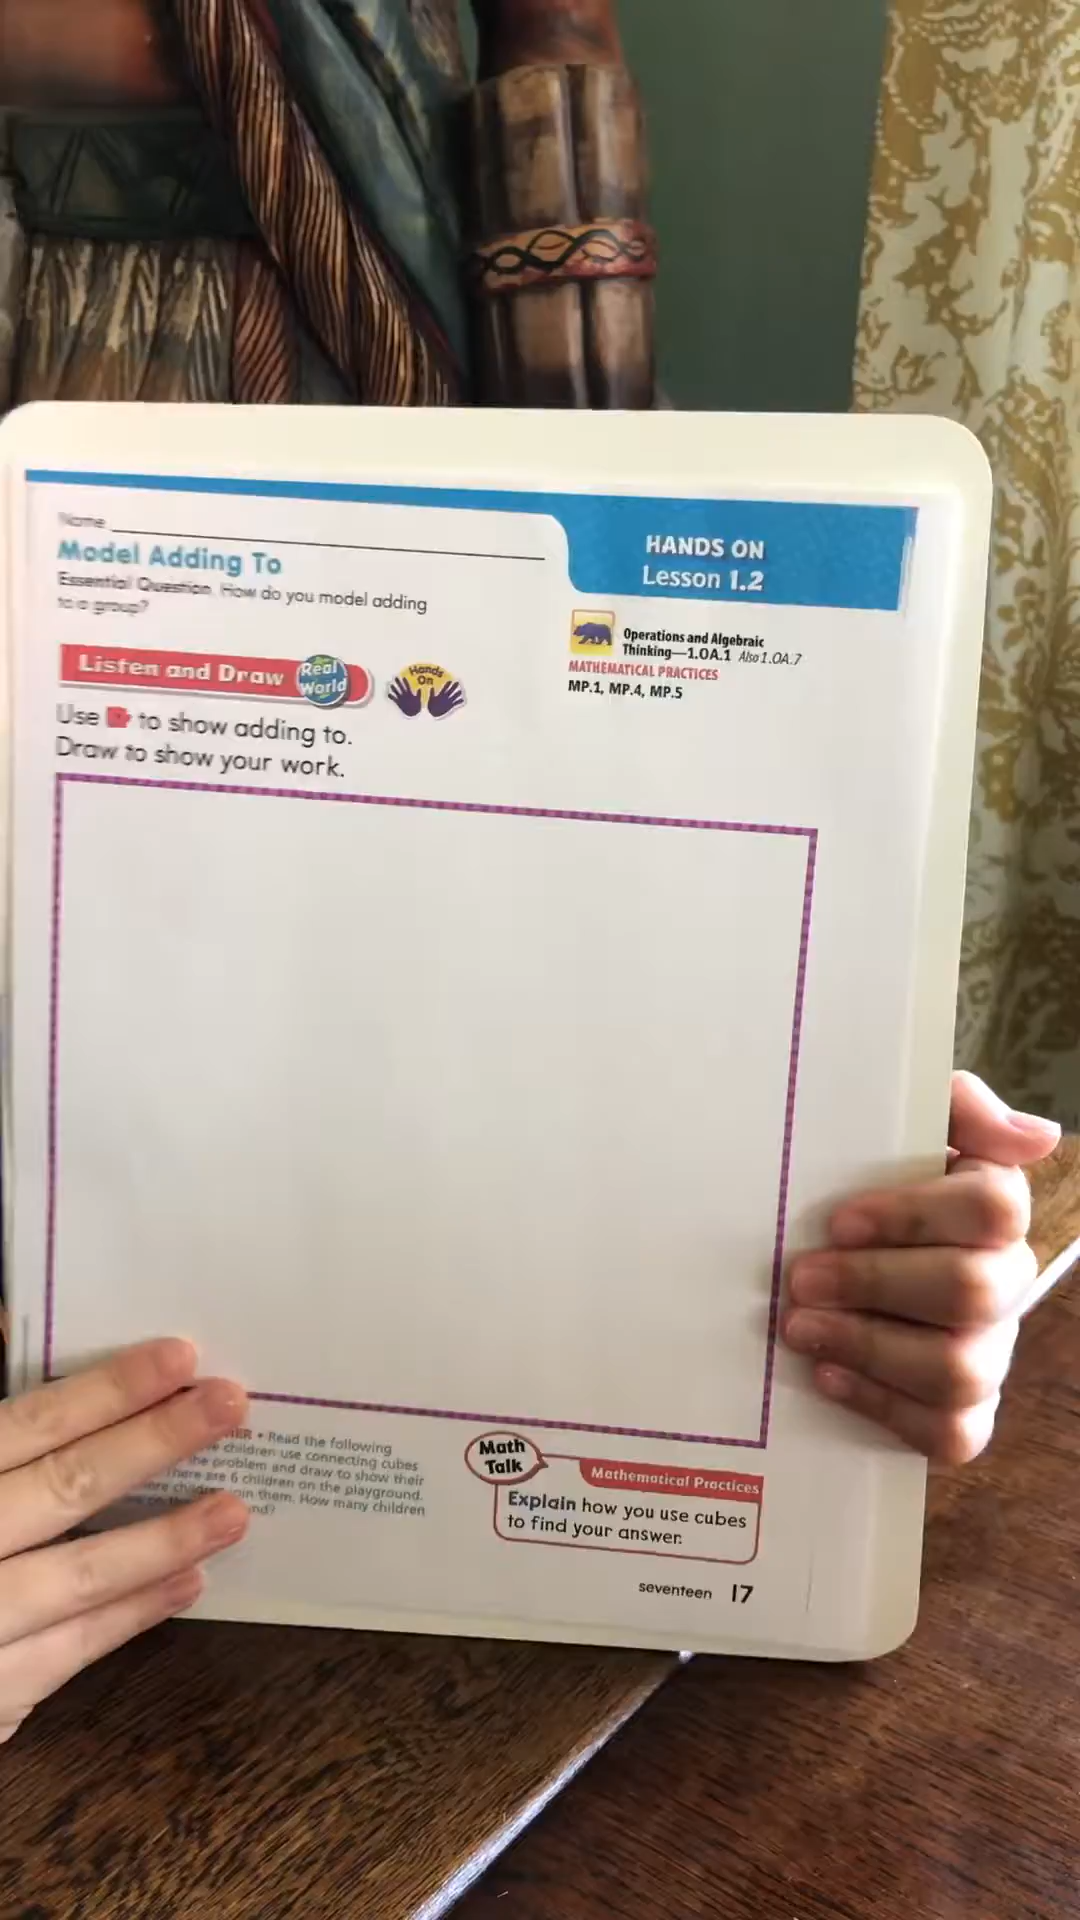 Name
Model Adding To
Essential Question How do you model adding
to a group?
HANDS ON
Lesson 1.2
Operations and Algebraic
Thinking—1.OA.1 Also 1.OA.7
MATHEMATICAL PRACTICES
MP.1, MP.4, MP.5
Listen and Draw
Real
World
Hands
On
Use to show adding to.
Draw to show your work.
• Read the following
children use connecting cubes
the problem and draw to show their
There are 6 children on the playground.
more children join them. How many children
Math
Talk
Mathematical Practices
Explain how you use cubes
to find your answer.
seventeen 17